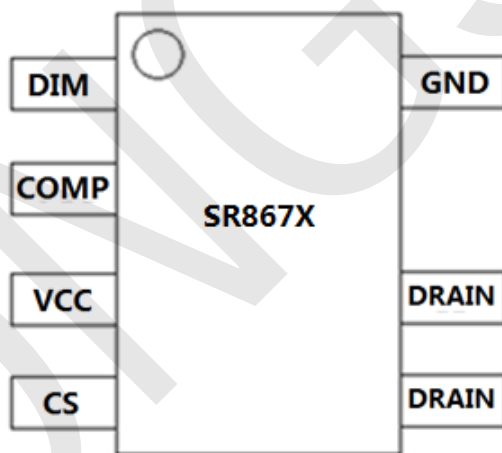 DIM
GND
COMP
SR867X
VCC
DRAIN
CS
DRAIN